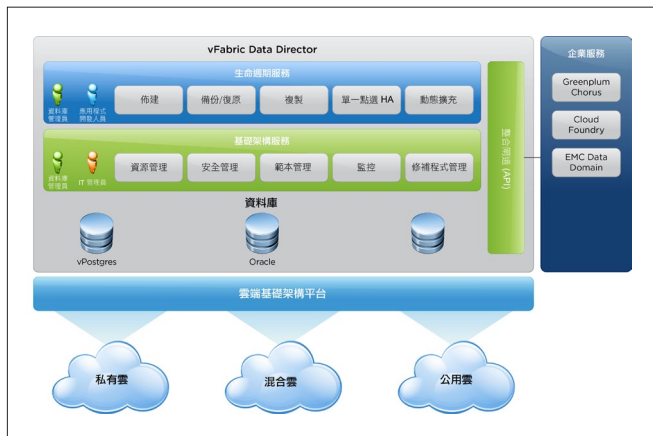 vFabric Data Director
生命週期服務
資料庫
管理員
應用程式
開發人員
佈建
備份/復原
複製
單一點選 HA
動態擴充
基礎架構服務
資料庫
管理員
IT 管理員
資源管理
安全管理
範本管理
監控
修補程式管理
整合渠道 (API)
資料庫
vPostgres
Oracle
企業服務
Greenplum
Chorus
Cloud
Foundry
EMC Data
Domain
雲端基礎架構平台
私有雲
混合雲
公用雲